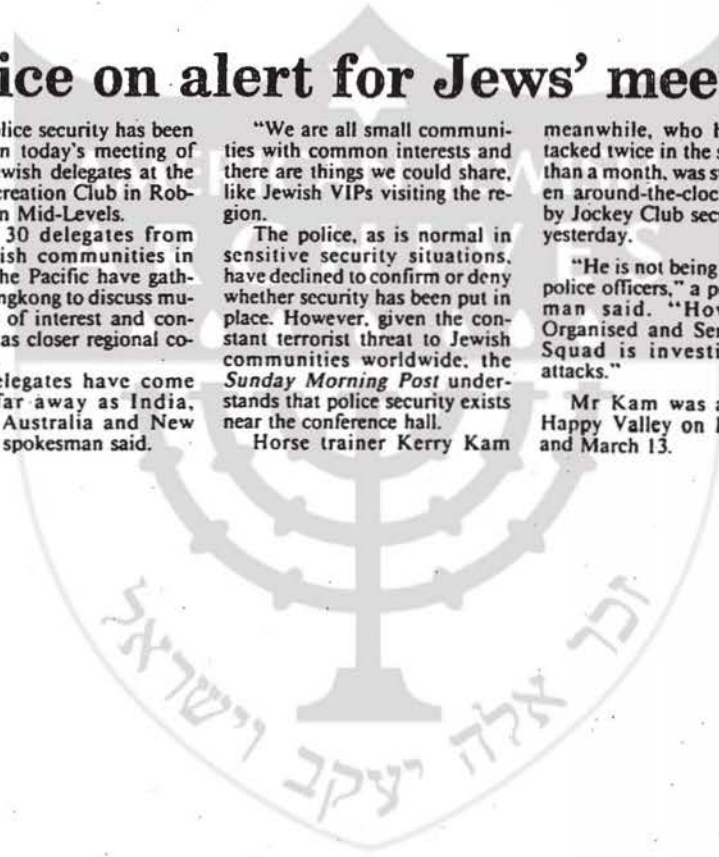 ice on alert for Jews' mee
lice security has been
n today's meeting of
wish delegates at the
creation Club in Rob-
n Mid-Levels.
30 delegates from
ish communities in
he Pacific have gath-
ngkong to discuss mu-
of interest and con-
as closer regional co-
elegates have come
far away as India,
Australia and New
spokesman said.
"We are all small communi-
ties with common interests and
there are things we could share,
like Jewish VIPs visiting the re-
gion.
The police, as is normal in
sensitive security situations,
have declined to confirm or deny
whether security has been put in
place. However, given the con-
stant terrorist threat to Jewish
communities worldwide, the
Sunday Morning Post under-
stands that police security exists
near the conference hall.
Horse trainer Kerry Kam
meanwhile, who h
tacked twice in the s
than a month, was s
en around-the-cloc
by Jockey Club sec
yesterday.
"He is not being
police officers," a p
man said. "How
Organised and Ser
Squad is investi
attacks."
Mr Kam was a
Happy Valley on
and March 13.
AMERICAN JEWISH
ARCHIVES
זכר אלה יעקב וישראל